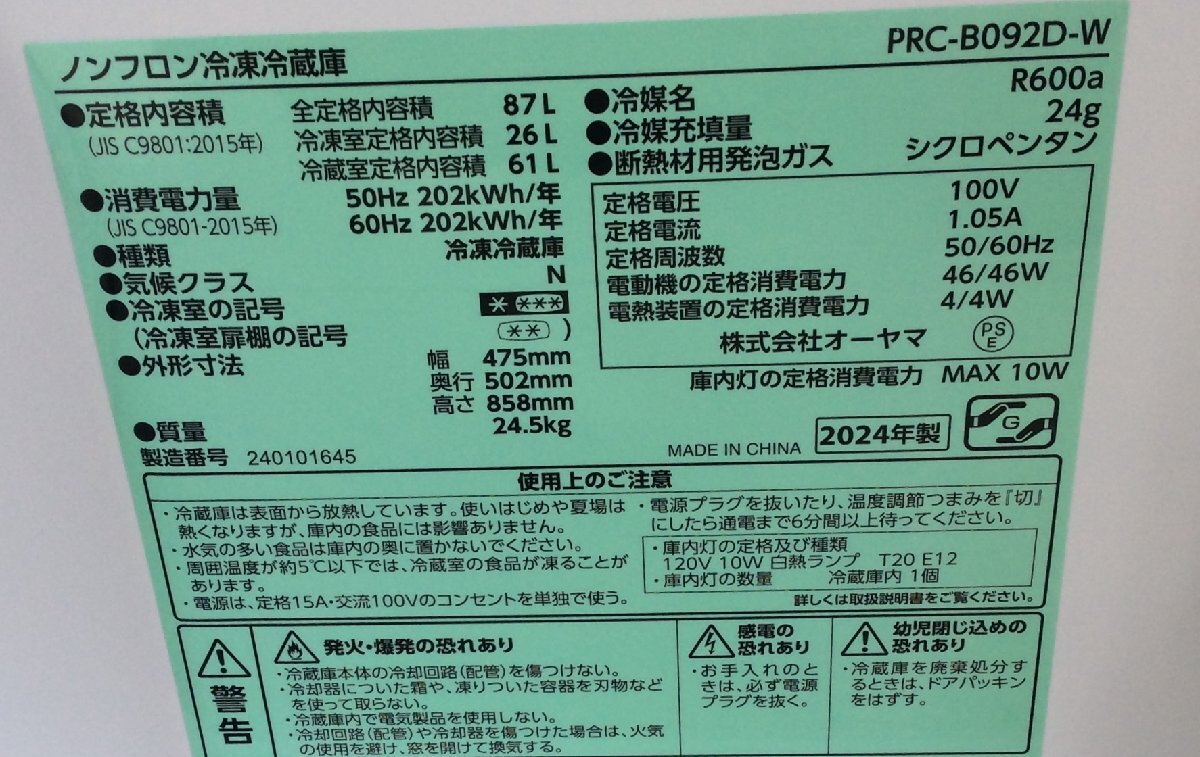 ノンフロン冷凍冷蔵庫
PRC-B092D-W
●定格内容積 全定格内容積 87L
(JIS C9801:2015年) 冷凍室定格内容積 26L
冷蔵室定格内容積 61L
●消費電力量 50Hz 202kWh/年
(JIS C9801-2015年) 60Hz 202kWh/年
●種類 冷凍冷蔵庫
●気候クラス N
●冷凍室の記号 * ***
(冷凍室扉棚の記号 ** )
●外形寸法 幅 475mm
奥行 502mm
高さ 858mm
●質量 24.5kg
製造番号 240101645
●冷媒名 R600a
●冷媒充填量 24g
●断熱材用発泡ガス シクロペンタン
定格電圧 100V
定格電流 1.05A
定格周波数 50/60Hz
電動機の定格消費電力 46/46W
電熱装置の定格消費電力 4/4W
株式会社オーヤマ PSE
庫内灯の定格消費電力 MAX 10W
MADE IN CHINA 2024年製 G
使用上のご注意
・冷蔵庫は表面から放熱しています。使いはじめや夏場は
熱くなりますが、庫内の食品には影響ありません。
・水気の多い食品は庫内の奥に置かないでください。
・周囲温度が約5℃以下では、冷蔵室の食品が凍ることが
あります。
・電源は、定格15A・交流100Vのコンセントを単独で使う。
・電源プラグを抜いたり、温度調節つまみを『切』
にしたら通電まで6分間以上待ってください。
・庫内灯の定格及び種類
120V 10W 白熱ランプ T20 E12
・庫内灯の数量 冷蔵庫内 1個
詳しくは取扱説明書をご覧ください。
警告
発火・爆発の恐れあり
・冷蔵庫本体の冷却回路(配管)を傷つけない。
・冷却器についた霜や、凍りついた容器を刃物など
を使って取らない。
・冷蔵庫内で電気製品を使用しない。
・冷却回路(配管)や冷却器を傷つけた場合は、火気
の使用を避け、窓を開けて換気する。
感電の
恐れあり
・お手入れのと
きは、必ず電源
プラグを抜く。
幼児閉じ込めの
恐れあり
・冷蔵庫を廃棄処分す
るときは、ドアパッキン
をはずす。